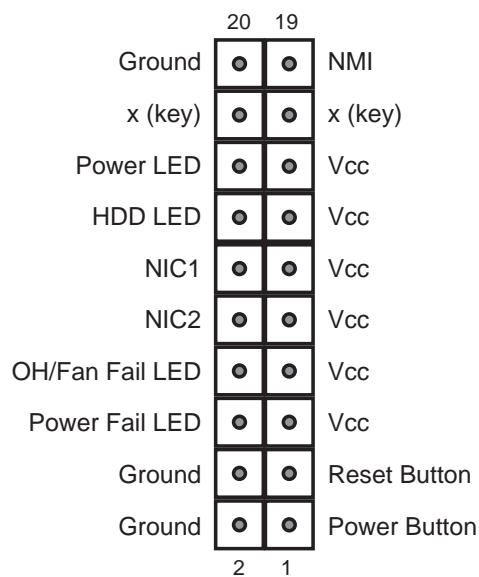 20 19
Ground NMI
x (key) x (key)
Power LED Vcc
HDD LED Vcc
NIC1 Vcc
NIC2 Vcc
OH/Fan Fail LED Vcc
Power Fail LED Vcc
Ground Reset Button
Ground Power Button
2 1